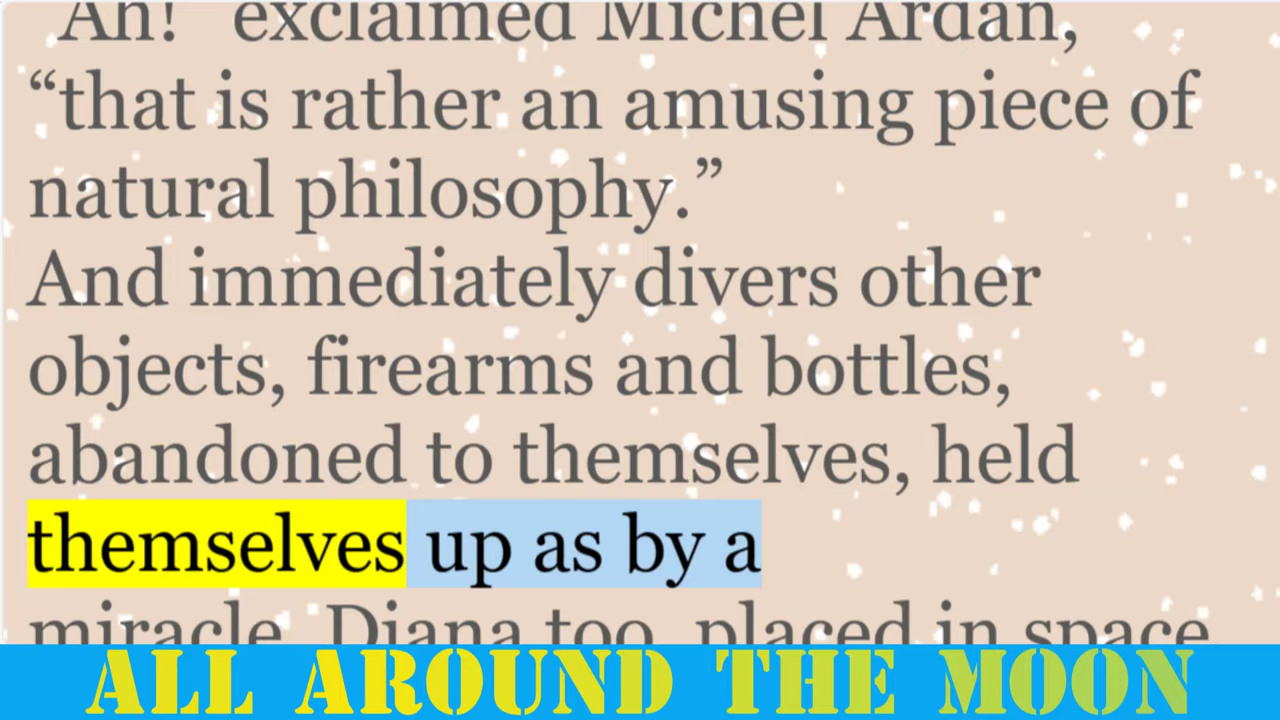 Ah!” exclaimed Michel Ardan,
“that is rather an amusing piece of
natural philosophy.”
And immediately divers other
objects, firearms and bottles,
abandoned to themselves, held
themselves up as by a
miracle. Diana too, placed in space
ALL AROUND THE MOON